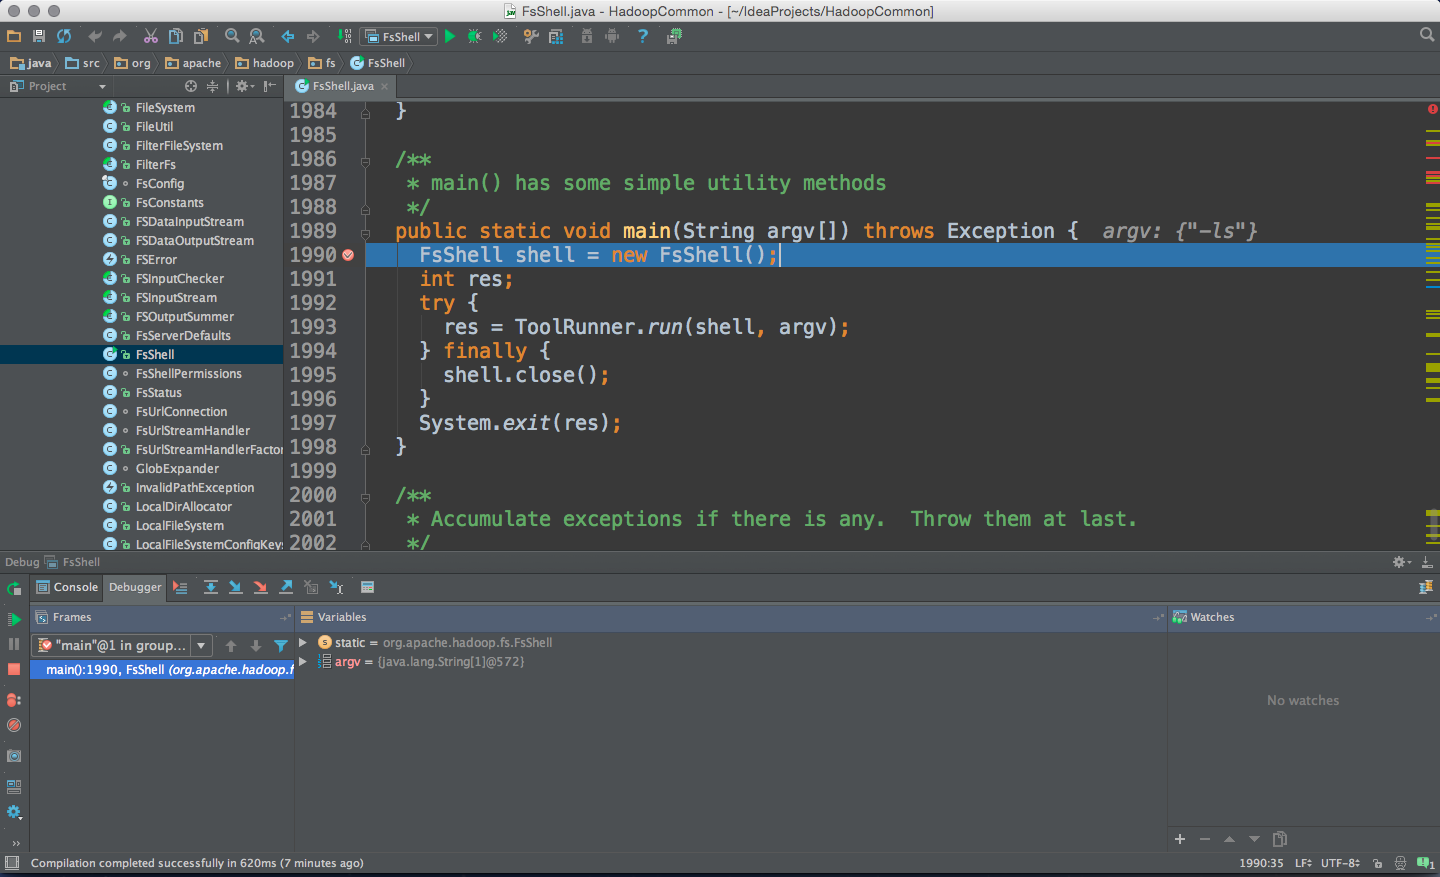 FsShell.java - HadoopCommon - [~/IdeaProjects/HadoopCommon]
FsShell
java src org apache hadoop fs FsShell
Project
FsShell.java
FileSystem
FileUtil
FilterFileSystem
FilterFs
FsConfig
FsConstants
FSDataInputStream
FSDataOutputStream
FSError
FSInputChecker
FSInputStream
FSOutputSummer
FsServerDefaults
FsShell
FsShellPermissions
FsStatus
FsUrlConnection
FsUrlStreamHandler
FsUrlStreamHandlerFactor
GlobExpander
InvalidPathException
LocalDirAllocator
LocalFileSystem
LocalFileSystemConfigKey
1984 }
1985
1986 /**
1987 * main() has some simple utility methods
1988 */
1989 public static void main(String argv[]) throws Exception { argv: {"-ls"}
1990 FsShell shell = new FsShell();
1991 int res;
1992 try {
1993 res = ToolRunner.run(shell, argv);
1994 } finally {
1995 shell.close();
1996 }
1997 System.exit(res);
1998 }
1999
2000 /**
2001 * Accumulate exceptions if there is any.  Throw them at last.
2002 */
Debug FsShell
Console Debugger
Frames
Variables
Watches
"main"@1 in group...
main():1990, FsShell (org.apache.hadoop.f
static = org.apache.hadoop.fs.FsShell
argv = {java.lang.String[1]@572}
No watches
Compilation completed successfully in 620ms (7 minutes ago)
1990:35 LF UTF-8 1